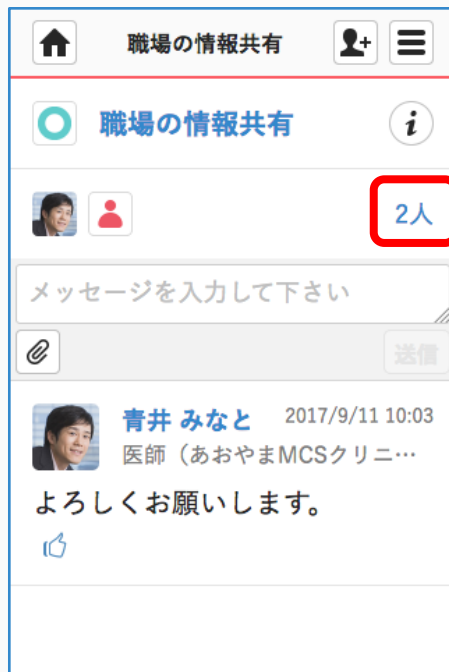 職場の情報共有
職場の情報共有
2人
メッセージを入力して下さい
送信
青井 みなと 2017/9/11 10:03
医師（あおやまMCSクリニ…
よろしくお願いします。